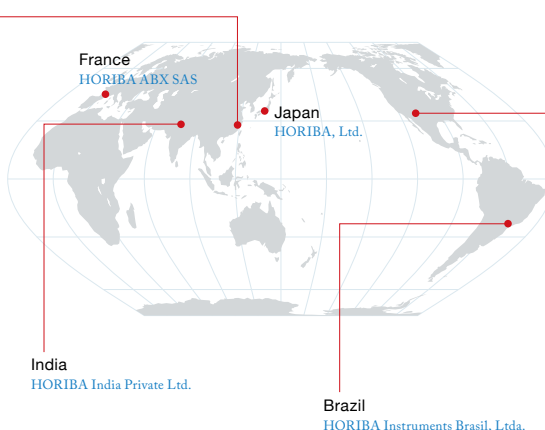 France
HORIBA ABX SAS
Japan
HORIBA, Ltd.
India
HORIBA India Private Ltd.
Brazil
HORIBA Instruments Brasil, Ltda.